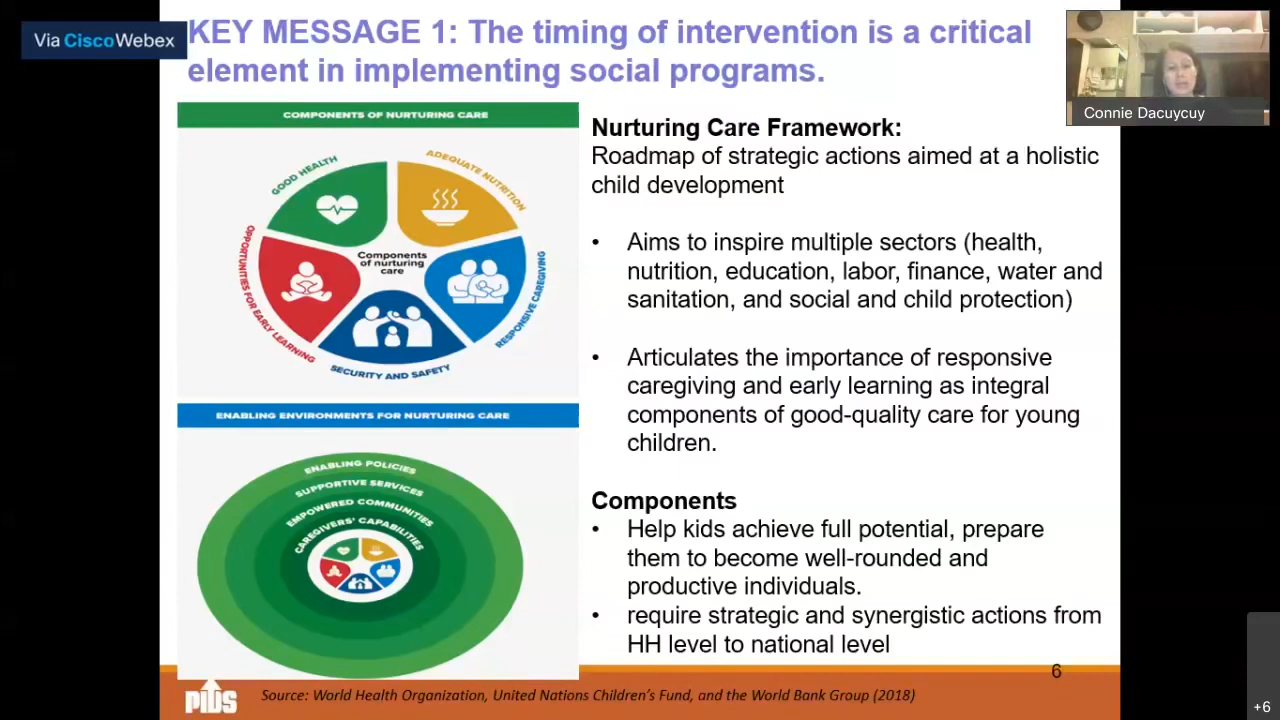 Via CiscoWebex
KEY MESSAGE 1: The timing of intervention is a critical
element in implementing social programs.
Connie Dacuycuy
COMPONENTS OF NURTURING CARE
GOOD HEALTH
ADEQUATE NUTRITION
OPPORTUNITIES FOR EARLY LEARNING
Components
of nurturing
care
RESPONSIVE CAREGIVING
SECURITY AND SAFETY
ENABLING ENVIRONMENTS FOR NURTURING CARE
ENABLING POLICIES
SUPPORTIVE SERVICES
EMPOWERED COMMUNITIES
CAREGIVERS' CAPABILITIES
Nurturing Care Framework:
Roadmap of strategic actions aimed at a holistic
child development
• Aims to inspire multiple sectors (health,
nutrition, education, labor, finance, water and
sanitation, and social and child protection)
• Articulates the importance of responsive
caregiving and early learning as integral
components of good-quality care for young
children.
Components
• Help kids achieve full potential, prepare
them to become well-rounded and
productive individuals.
• require strategic and synergistic actions from
HH level to national level
6
PIDS
Source: World Health Organization, United Nations Children's Fund, and the World Bank Group (2018)
+6